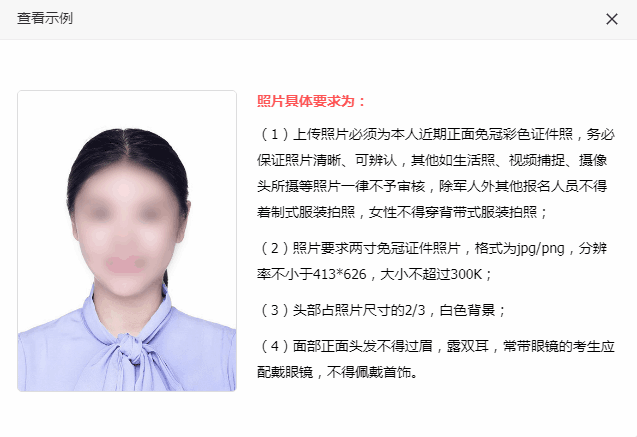 查看示例
照片具体要求为：
（1）上传照片必须为本人近期正面免冠彩色证件照，务必
保证照片清晰、可辨认，其他如生活照、视频捕捉、摄像
头所摄等照片一律不予审核，除军人外其他报名人员不得
着制式服装拍照，女性不得穿背带式服装拍照；
（2）照片要求两寸免冠证件照片，格式为jpg/png，分辨
率不小于413*626，大小不超过300K；
（3）头部占照片尺寸的2/3，白色背景；
（4）面部正面头发不得过眉，露双耳，常带眼镜的考生应
配戴眼镜，不得佩戴首饰。